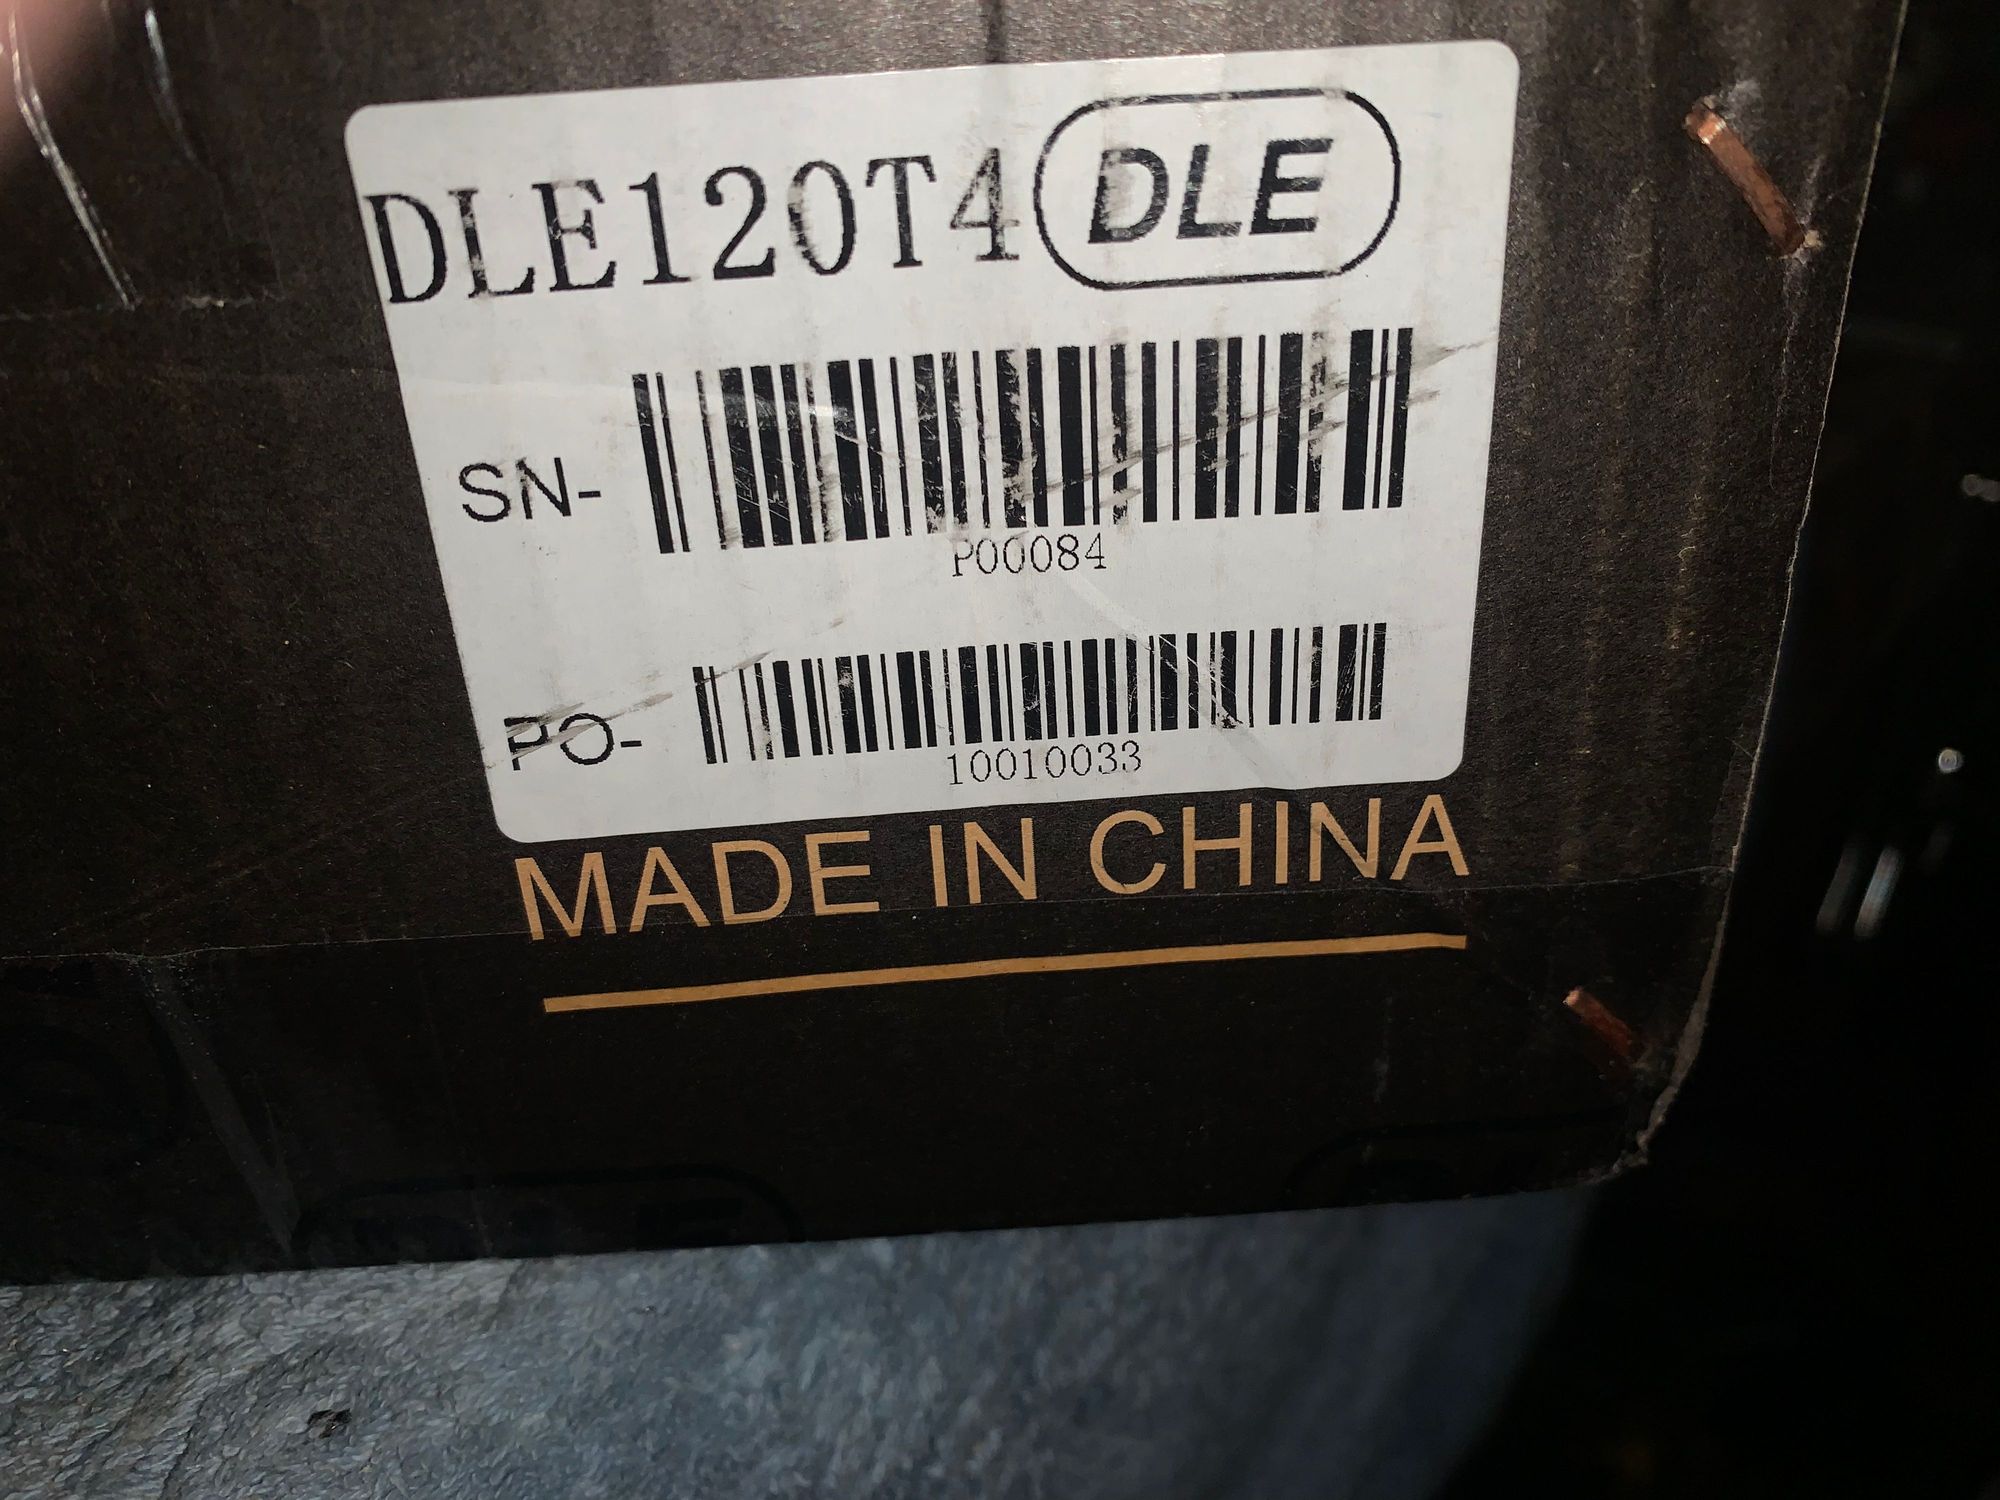 DLE120T4 DLE
SN-
P00084
PO-
10010033
MADE IN CHINA